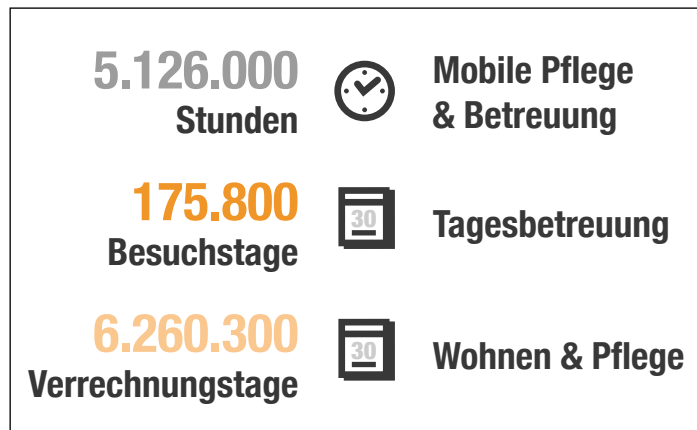 5.126.000
Stunden
Mobile Pflege
& Betreuung
175.800
Besuchstage
30
Tagesbetreuung
6.260.300
Verrechnungstage
30
Wohnen & Pflege